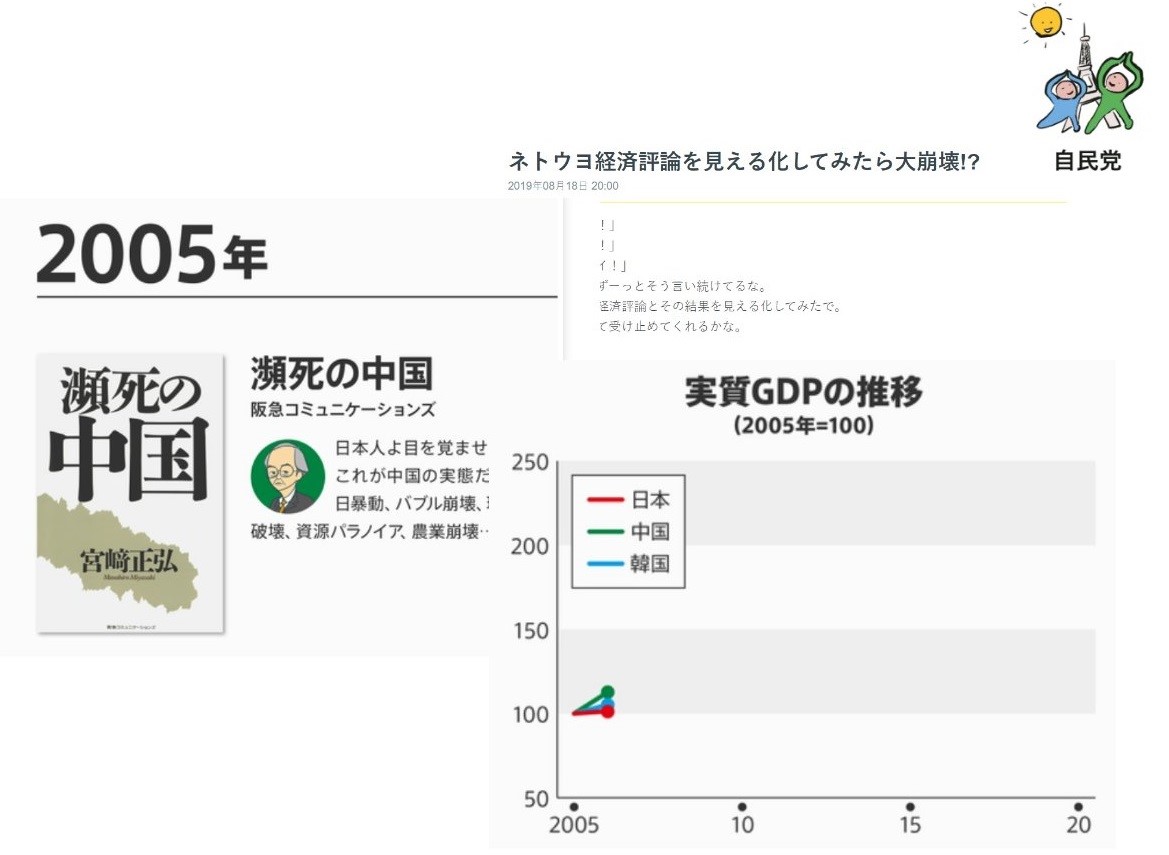 自民党
ネトウヨ経済評論を見える化してみたら大崩壊!?
2019年08月18日 20:00
！」
！」
イ！」
ずーっとそう言い続けてるな。
経済評論とその結果を見える化してみたで。
て受け止めてくれるかな。
2005年
瀕死の
中国
宮﨑正弘
Masahiro Miyazaki
阪急コミュニケーションズ
瀕死の中国
阪急コミュニケーションズ
日本人よ目を覚ませ
これが中国の実態だ
日暴動、バブル崩壊、
破壊、資源パラノイア、農業崩壊…
実質GDPの推移
(2005年=100)
250
200
150
100
50
日本
中国
韓国
2005
10
15
20